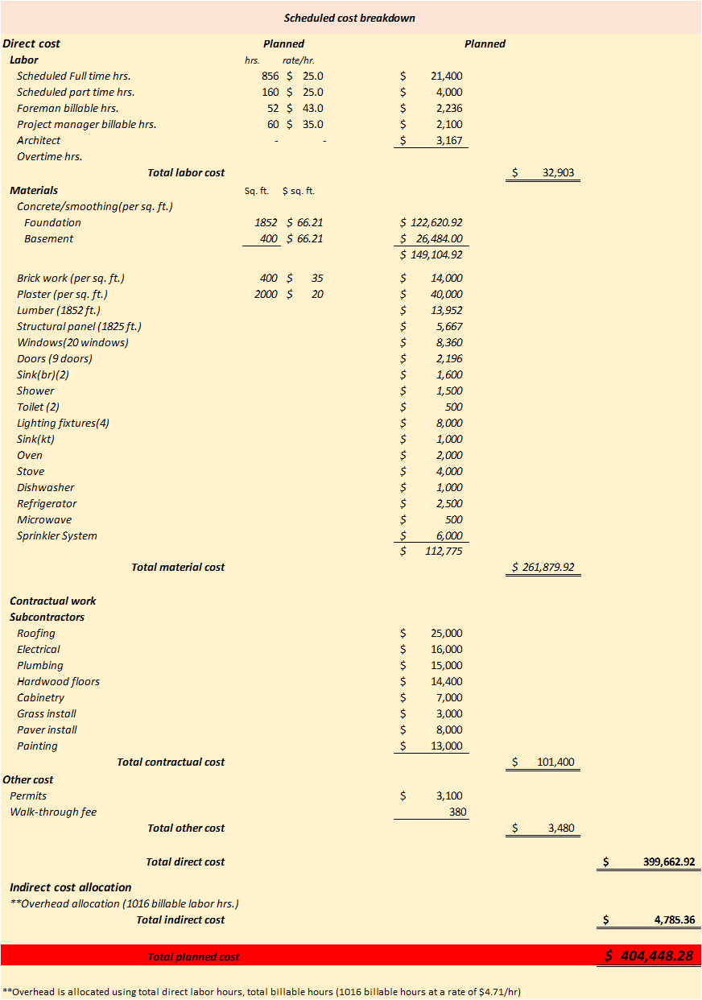 Scheduled cost breakdown
Direct cost Planned Planned
Labor hrs. rate/hr.
Scheduled Full time hrs. 856 $ 25.0 $ 21,400
Scheduled part time hrs. 160 $ 25.0 $ 4,000
Foreman billable hrs. 52 $ 43.0 $ 2,236
Project manager billable hrs. 60 $ 35.0 $ 2,100
Architect - - $ 3,167
Overtime hrs.
Total labor cost $ 32,903
Materials Sq. ft. $ sq. ft.
Concrete/smoothing(per sq. ft.)
Foundation 1852 $ 66.21 $ 122,620.92
Basement 400 $ 66.21 $ 26,484.00
$ 149,104.92
Brick work (per sq. ft.) 400 $ 35 $ 14,000
Plaster (per sq. ft.) 2000 $ 20 $ 40,000
Lumber (1852 ft.) $ 13,952
Structural panel (1825 ft.) $ 5,667
Windows(20 windows) $ 8,360
Doors (9 doors) $ 2,196
Sink(br)(2) $ 1,600
Shower $ 1,500
Toilet (2) $ 500
Lighting fixtures(4) $ 8,000
Sink(kt) $ 1,000
Oven $ 2,000
Stove $ 4,000
Dishwasher $ 1,000
Refrigerator $ 2,500
Microwave $ 500
Sprinkler System $ 6,000
$ 112,775
Total material cost $ 261,879.92
Contractual work
Subcontractors
Roofing $ 25,000
Electrical $ 16,000
Plumbing $ 15,000
Hardwood floors $ 14,400
Cabinetry $ 7,000
Grass install $ 3,000
Paver install $ 8,000
Painting $ 13,000
Total contractual cost $ 101,400
Other cost
Permits $ 3,100
Walk-through fee 380
Total other cost $ 3,480
Total direct cost $ 399,662.92
Indirect cost allocation
**Overhead allocation (1016 billable labor hrs.)
Total indirect cost $ 4,785.36
Total planned cost $ 404,448.28
**Overhead is allocated using total direct labor hours, total billable hours (1016 billable hours at a rate of $4.71/hr)